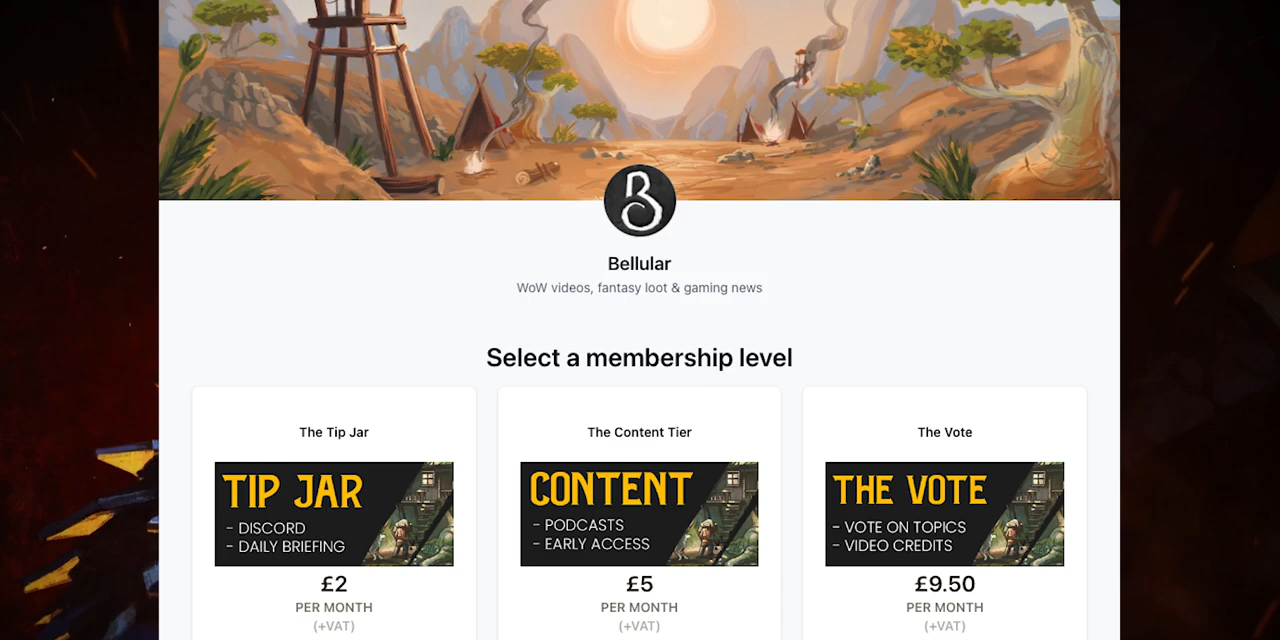 B
Bellular
WoW videos, fantasy loot & gaming news
Select a membership level
The Tip Jar
TIP JAR
- DISCORD
- DAILY BRIEFING
£2
PER MONTH
(+VAT)
The Content Tier
CONTENT
- PODCASTS
- EARLY ACCESS
£5
PER MONTH
(+VAT)
The Vote
THE VOTE
- VOTE ON TOPICS
- VIDEO CREDITS
£9.50
PER MONTH
(+VAT)